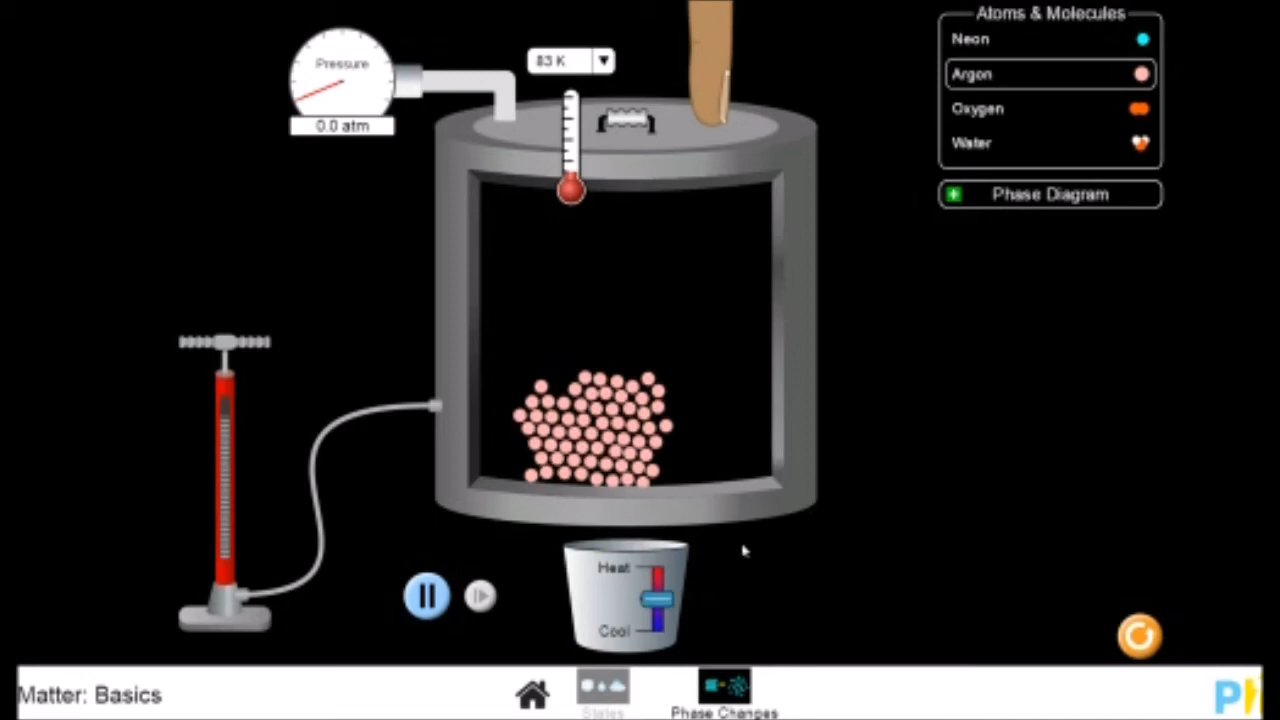 Atoms & Molecules
Neon
Argon
Oxygen
Water
Phase Diagram
Pressure
0.0 atm
83 K
Heat
Cool
Matter: Basics
States
Phase Changes